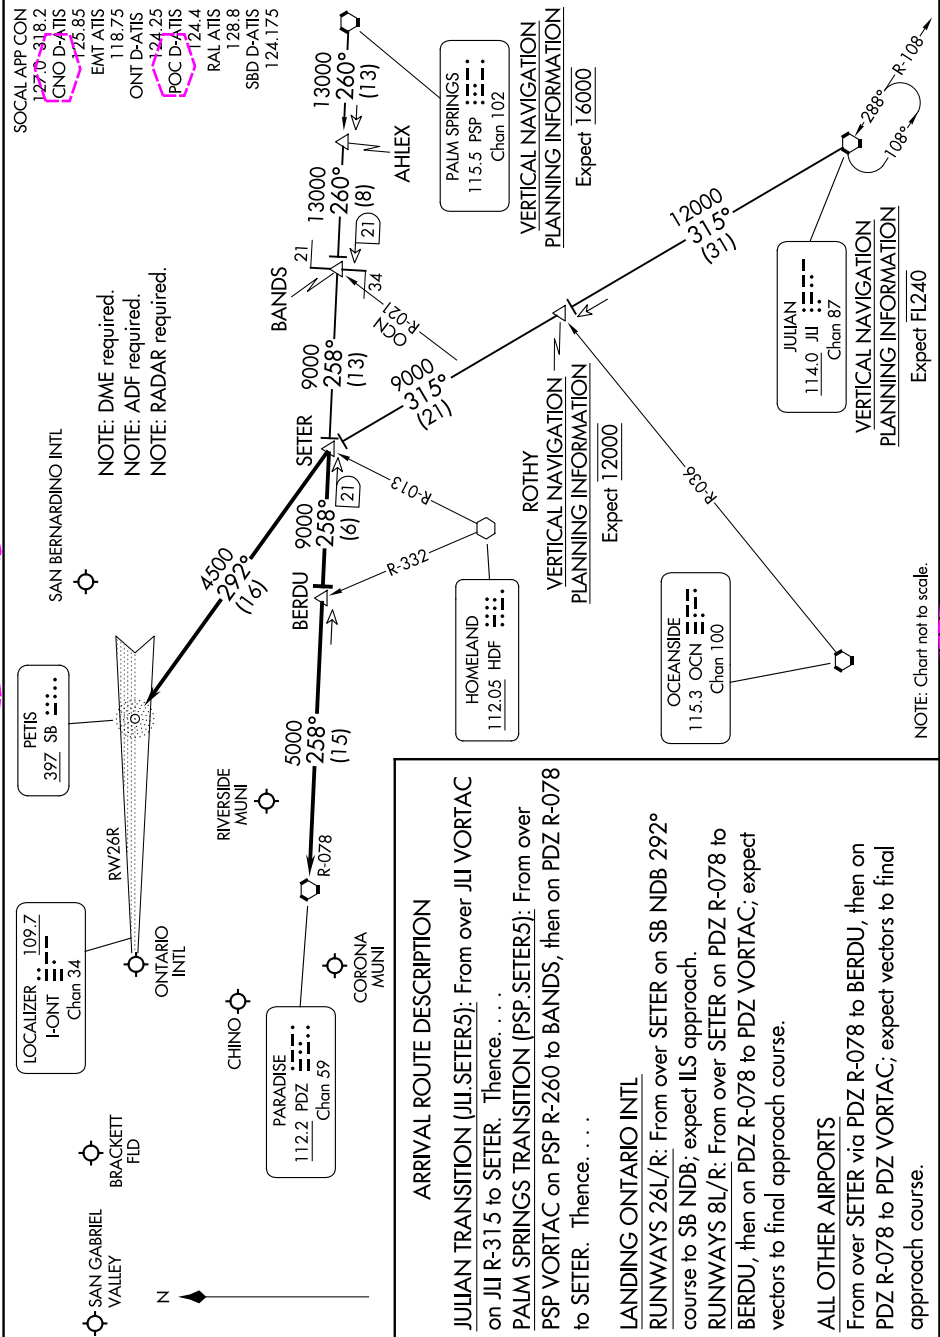 SOCAL APP CON
127.0 318.2
CNO D-ATIS
125.85
EMT ATIS
118.75
ONT D-ATIS
124.25
POC D-ATIS
124.4
RAL ATIS
128.8
SBD D-ATIS
124.175
NOTE: DME required.
NOTE: ADF required.
NOTE: RADAR required.
SAN BERNARDINO INTL
PETIS
397 SB
RW26R
LOCALIZER 109.7
I-ONT
Chan 34
ONTARIO
INTL
BRACKETT
FLD
SAN GABRIEL
VALLEY
N
CHINO
RIVERSIDE
MUNI
CORONA
MUNI
PARADISE
112.2 PDZ
Chan 59
R-078
5000
258°
(15)
BERDU
9000
258°
(6)
21
4500
292°
(16)
SETER
9000
258°
(13)
BANDS
21
34
21
13000
260°
(8)
AHLEX
13000
260°
(13)
PALM SPRINGS
115.5 PSP
Chan 102
VERTICAL NAVIGATION
PLANNING INFORMATION
Expect 16000
OCN
R-021
9000
315°
(21)
R-013
R-332
HOMELAND
112.05 HDF
ROTHY
VERTICAL NAVIGATION
PLANNING INFORMATION
Expect 12000
12000
315°
(31)
R-036
OCEANSIDE
115.3 OCN
Chan 100
JULIAN
114.0 JLI
Chan 87
VERTICAL NAVIGATION
PLANNING INFORMATION
Expect FL240
288°
R-108
108°
NOTE: Chart not to scale.
ARRIVAL ROUTE DESCRIPTION
JULIAN TRANSITION (JLI.SETER5): From over JLI VORTAC
on JLI R-315 to SETER. Thence. . . .
PALM SPRINGS TRANSITION (PSP.SETER5): From over
PSP VORTAC on PSP R-260 to BANDS, then on PDZ R-078
to SETER. Thence. . . .
LANDING ONTARIO INTL
RUNWAYS 26L/R: From over SETER on SB NDB 292°
course to SB NDB; expect ILS approach.
RUNWAYS 8L/R: From over SETER on PDZ R-078 to
BERDU, then on PDZ R-078 to PDZ VORTAC; expect
vectors to final approach course.
ALL OTHER AIRPORTS
From over SETER via PDZ R-078 to BERDU, then on
PDZ R-078 to PDZ VORTAC; expect vectors to final
approach course.